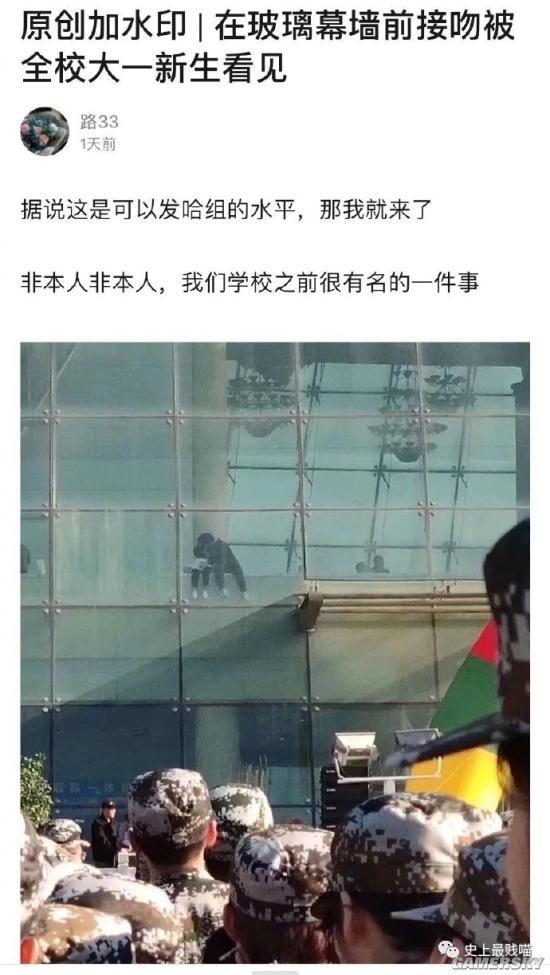 原创加水印 | 在玻璃幕墙前接吻被
全校大一新生看见
路33
1天前
据说这是可以发哈组的水平，那我就来了
非本人非本人，我们学校之前很有名的一件事
史上最贱喵
GAMERSKY